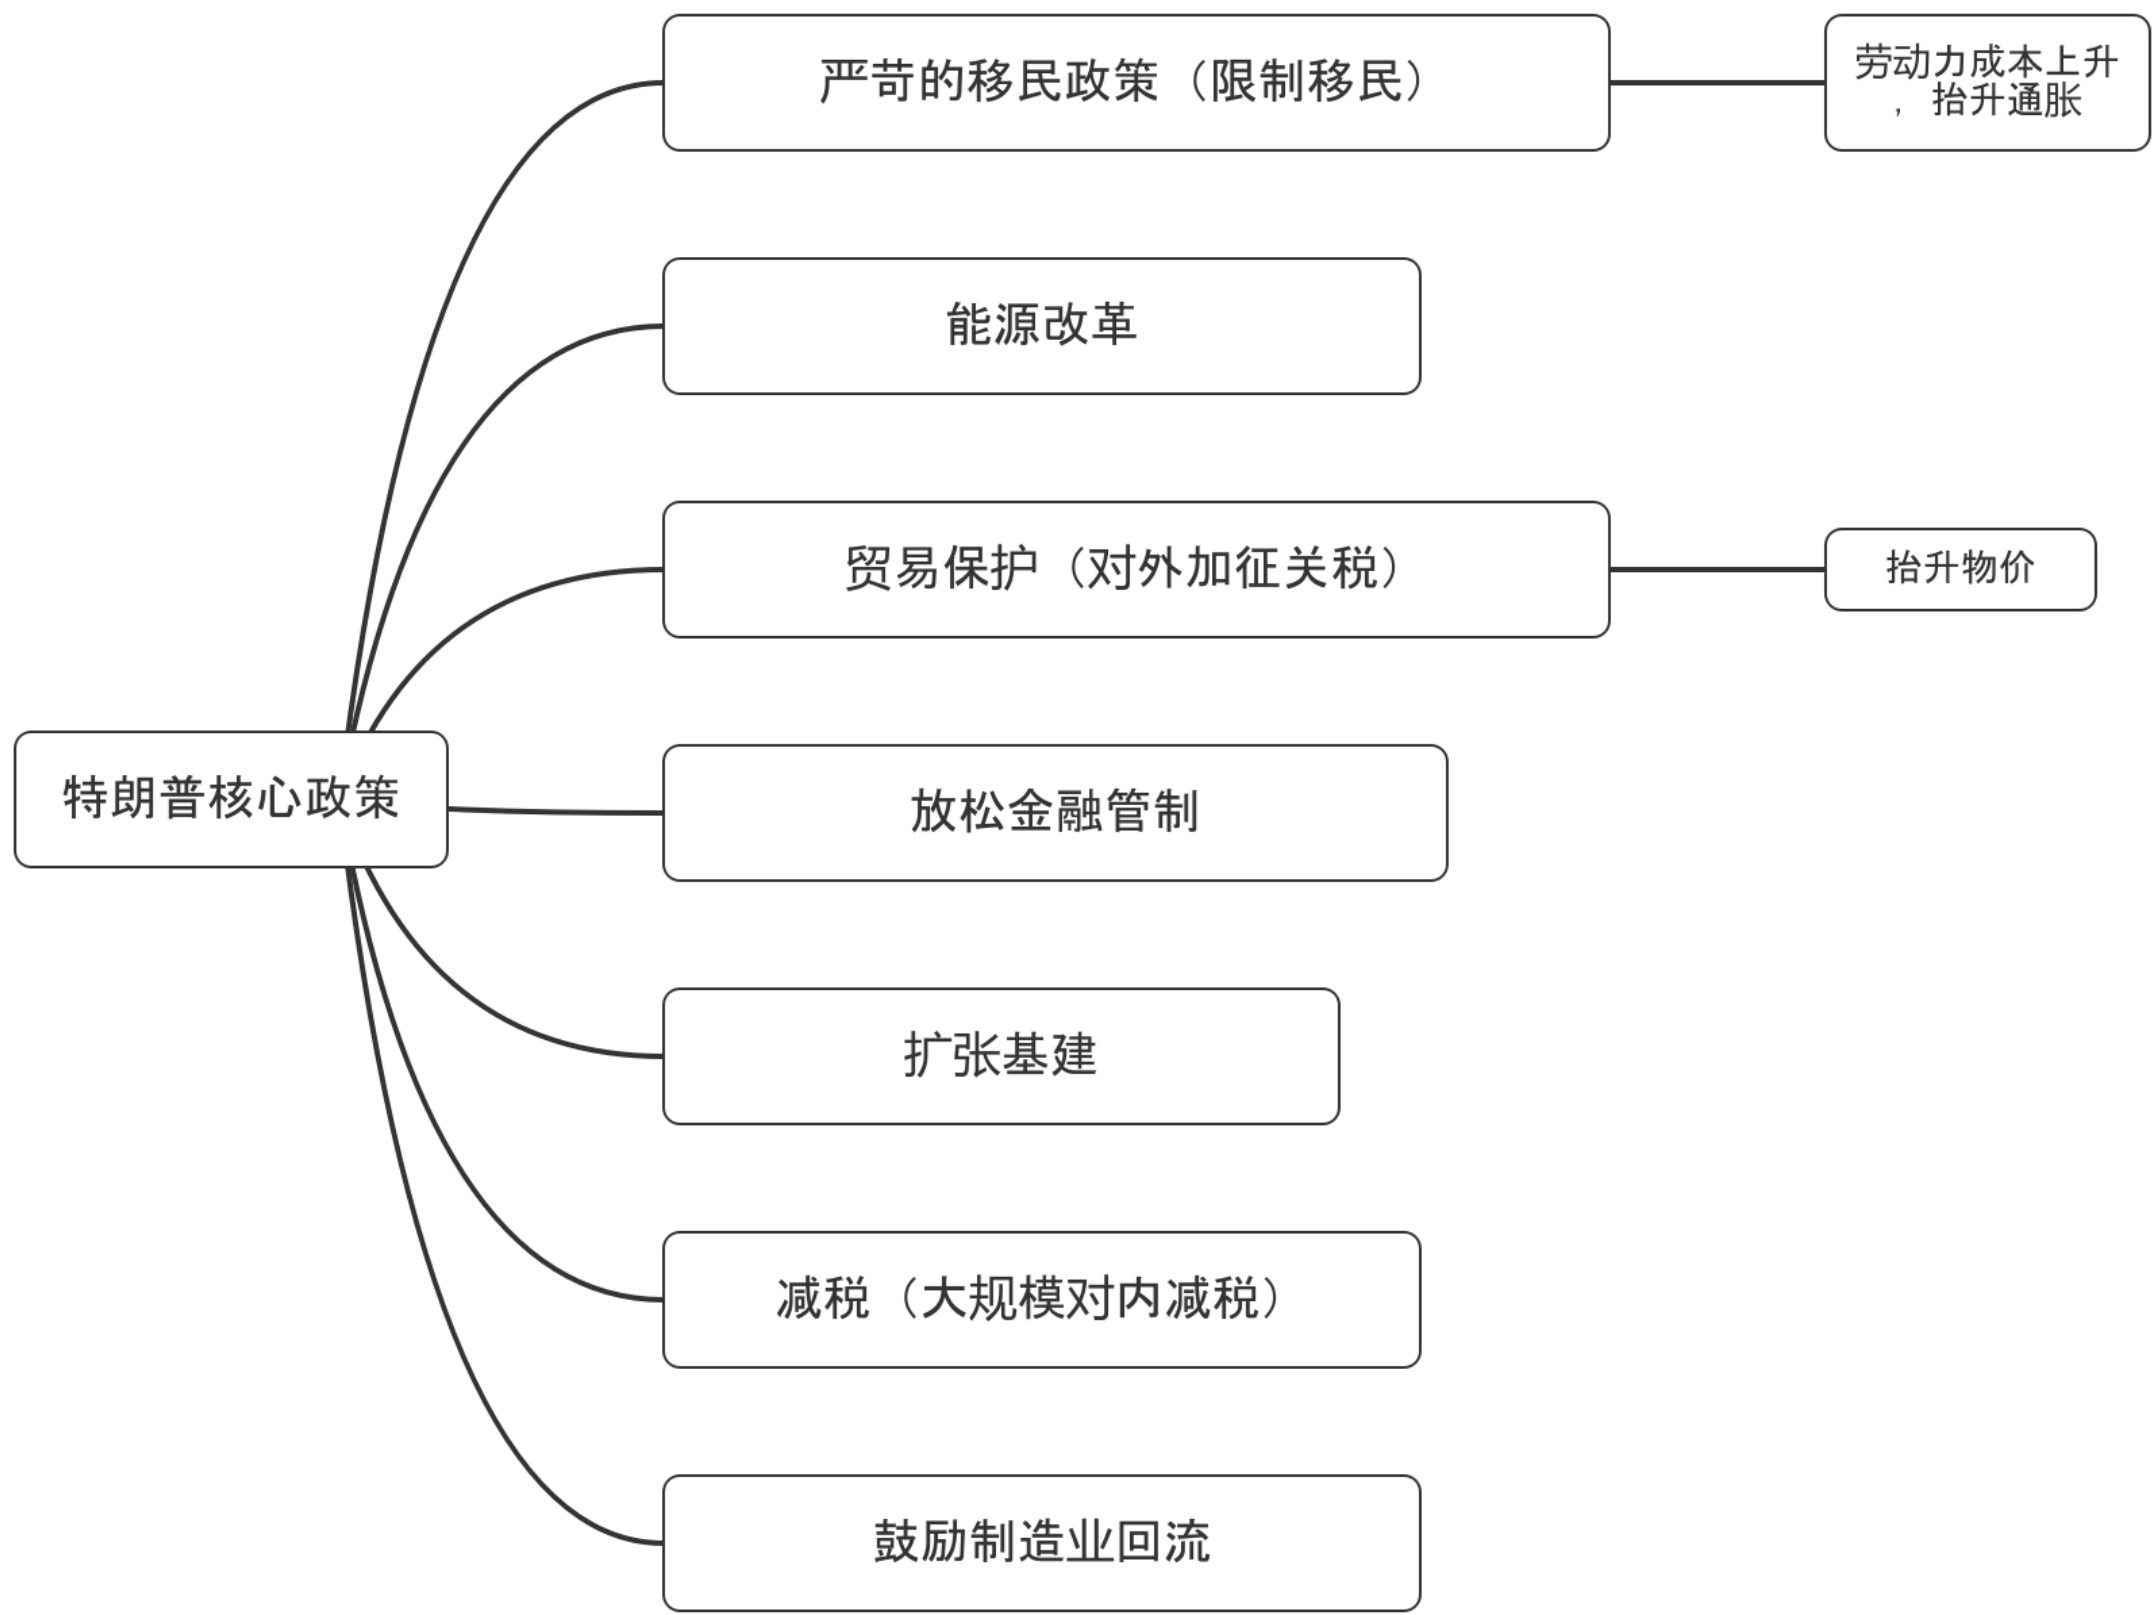 严苛的移民政策（限制移民）
劳动力成本上升
，抬升通胀
能源改革
贸易保护（对外加征关税）
抬升物价
特朗普核心政策
放松金融管制
扩张基建
减税（大规模对内减税）
鼓励制造业回流